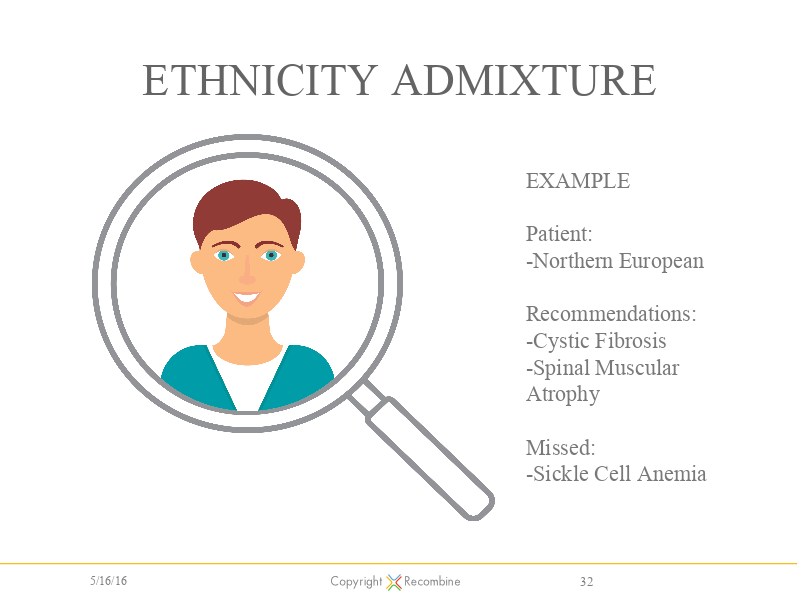 ETHNICITY ADMIXTURE
EXAMPLE
Patient:
-Northern European
Recommendations:
-Cystic Fibrosis
-Spinal Muscular
Atrophy
Missed:
-Sickle Cell Anemia
5/16/16
Copyright Recombine
32